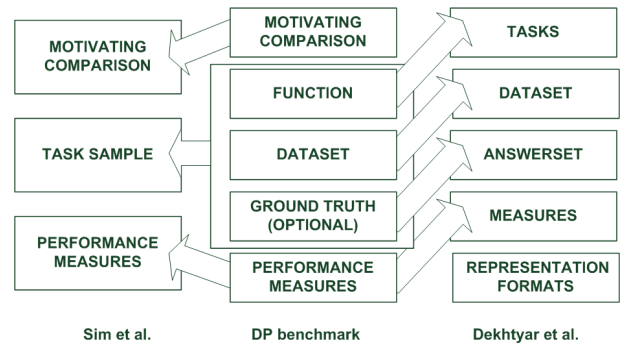 MOTIVATING
COMPARISON
TASK SAMPLE
PERFORMANCE
MEASURES
Sim et al.
MOTIVATING
COMPARISON
FUNCTION
DATASET
GROUND TRUTH
(OPTIONAL)
PERFORMANCE
MEASURES
DP benchmark
TASKS
DATASET
ANSWERSET
MEASURES
REPRESENTATION
FORMATS
Dekhtyar et al.